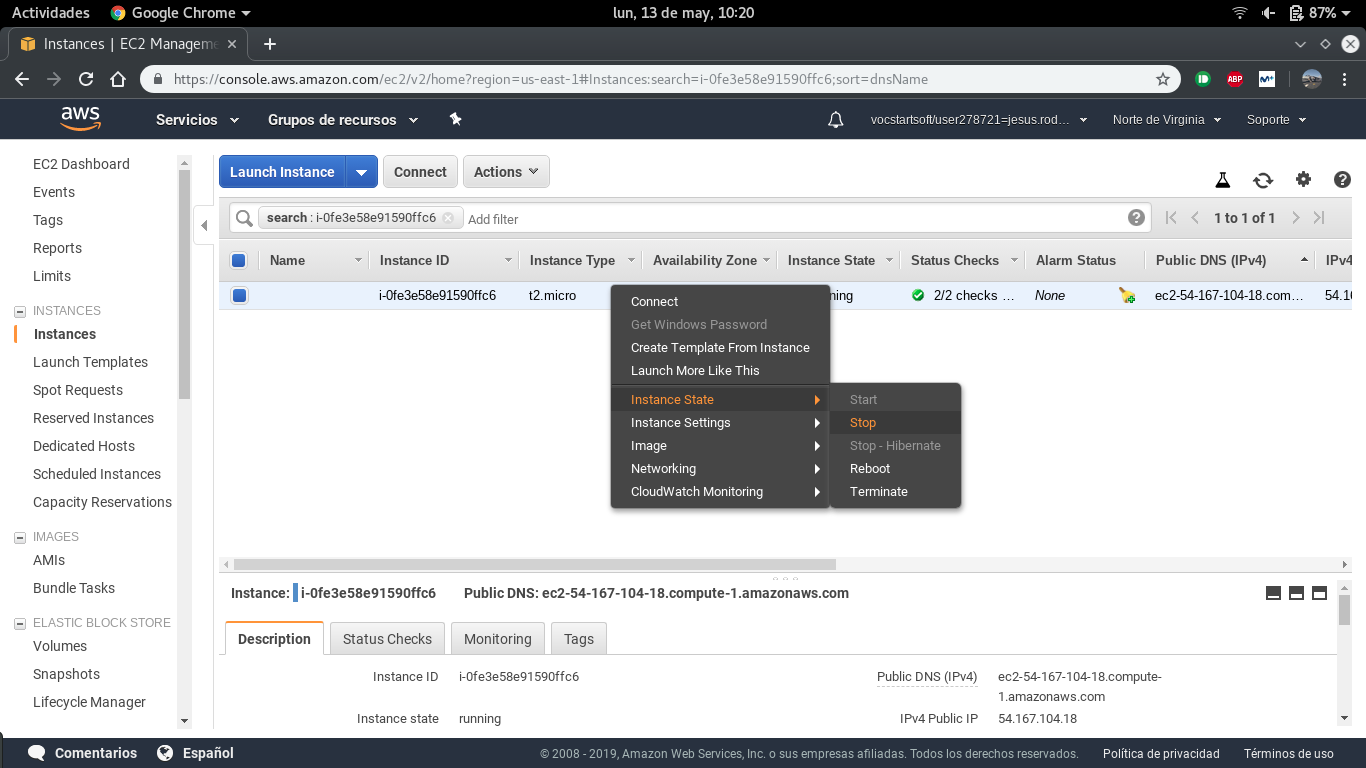 Actividades Google Chrome lun, 13 de may, 10:20 87%
Instances | EC2 Manageme
https://console.aws.amazon.com/ec2/v2/home?region=us-east-1#Instances:search=i-0fe3e58e91590ffc6;sort=dnsName
ABP
aws Servicios Grupos de recursos vocstartsoft/user278721=jesus.rod... Norte de Virginia Soporte
EC2 Dashboard
Events
Tags
Reports
Limits
INSTANCES
Instances
Launch Templates
Spot Requests
Reserved Instances
Dedicated Hosts
Scheduled Instances
Capacity Reservations
IMAGES
AMIs
Bundle Tasks
ELASTIC BLOCK STORE
Volumes
Snapshots
Lifecycle Manager
Launch Instance Connect Actions
search : i-0fe3e58e91590ffc6 Add filter 1 to 1 of 1
Name Instance ID Instance Type Availability Zone Instance State Status Checks Alarm Status Public DNS (IPv4) IPv4
i-0fe3e58e91590ffc6 t2.micro ning 2/2 checks ... None ec2-54-167-104-18.com... 54.16
Connect
Get Windows Password
Create Template From Instance
Launch More Like This
Instance State
Instance Settings
Image
Networking
CloudWatch Monitoring
Start
Stop
Stop - Hibernate
Reboot
Terminate
Instance: i-0fe3e58e91590ffc6 Public DNS: ec2-54-167-104-18.compute-1.amazonaws.com
Description Status Checks Monitoring Tags
Instance ID i-0fe3e58e91590ffc6 Public DNS (IPv4) ec2-54-167-104-18.compute-
1.amazonaws.com
Instance state running IPv4 Public IP 54.167.104.18
Comentarios Español © 2008 - 2019, Amazon Web Services, Inc. o sus empresas afiliadas. Todos los derechos reservados. Política de privacidad Términos de uso